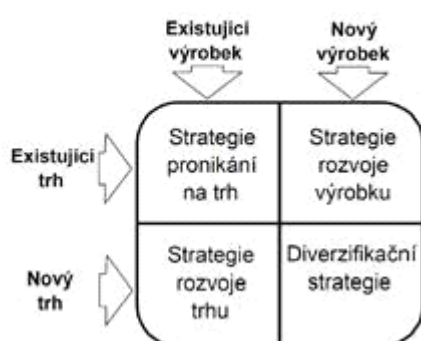 Existující
výrobek
Nový
výrobek
Existující
trh
Strategie
pronikání
na trh
Strategie
rozvoje
výrobku
Nový
trh
Strategie
rozvoje
trhu
Diverzifikační
strategie